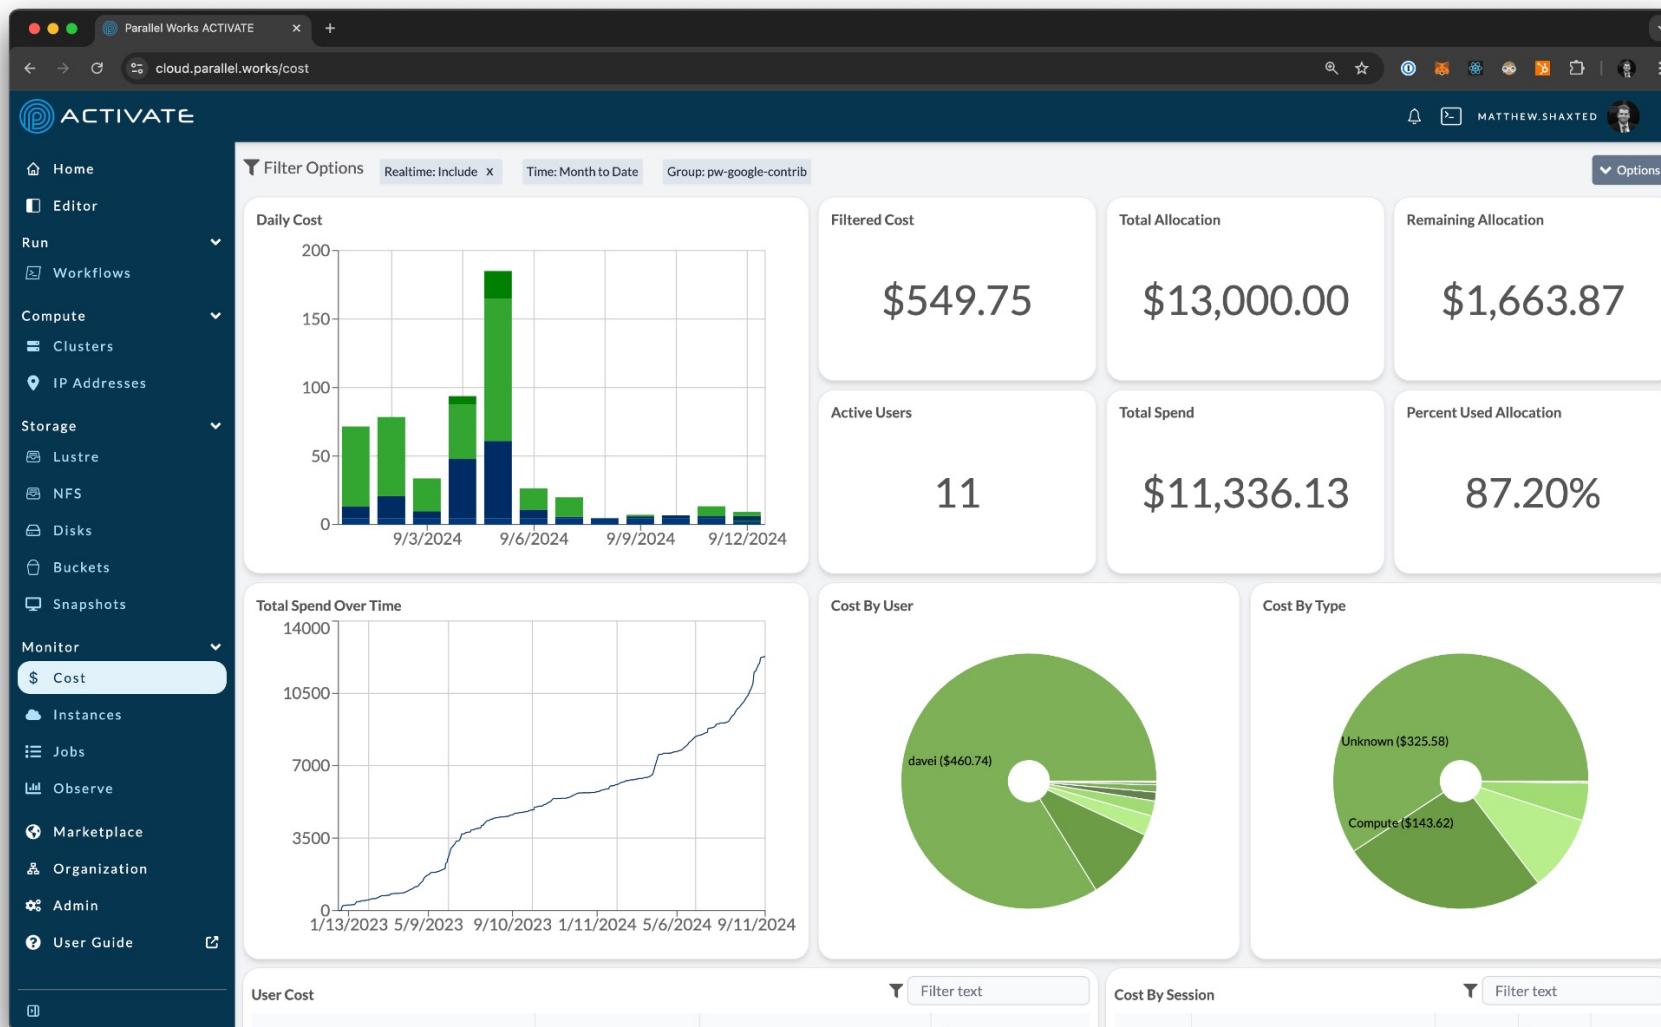 Parallel Works ACTIVATE
cloud.parallel.works/cost
ACTIVATE
MATTHEW.SHAXTED
Home
Editor
Run
Workflows
Compute
Clusters
IP Addresses
Storage
Lustre
NFS
Disks
Buckets
Snapshots
Monitor
$ Cost
Instances
Jobs
Observe
Marketplace
Organization
Admin
User Guide
Filter Options
Realtime: Include x
Time: Month to Date
Group: pw-google-contrib
Options
Daily Cost
200
150
100
50
0
9/3/2024 9/6/2024 9/9/2024 9/12/2024
Filtered Cost
$549.75
Total Allocation
$13,000.00
Remaining Allocation
$1,663.87
Active Users
11
Total Spend
$11,336.13
Percent Used Allocation
87.20%
Total Spend Over Time
14000
10500
7000
3500
0
1/13/2023 5/9/2023 9/10/2023 1/11/2024 5/6/2024 9/11/2024
Cost By User
davei ($460.74)
Cost By Type
Unknown ($325.58)
Compute ($143.62)
User Cost
Filter text
Cost By Session
Filter text